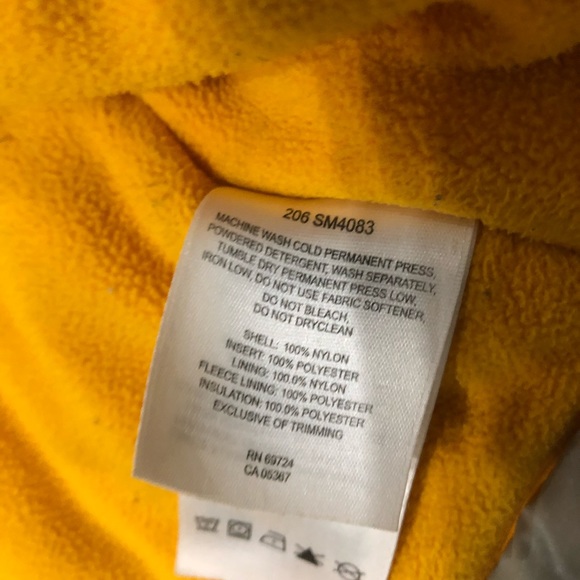 206 SM4083
MACHINE WASH COLD PERMANENT PRESS,
POWDERED DETERGENT, WASH SEPARATELY,
TUMBLE DRY PERMANENT PRESS LOW,
IRON LOW, DO NOT USE FABRIC SOFTENER,
DO NOT BLEACH,
DO NOT DRYCLEAN
SHELL: 100% NYLON
INSERT: 100% POLYESTER
LINING: 100.0% NYLON
FLEECE LINING: 100% POLYESTER
INSULATION: 100.0% POLYESTER
EXCLUSIVE OF TRIMMING
RN 69724
CA 05367